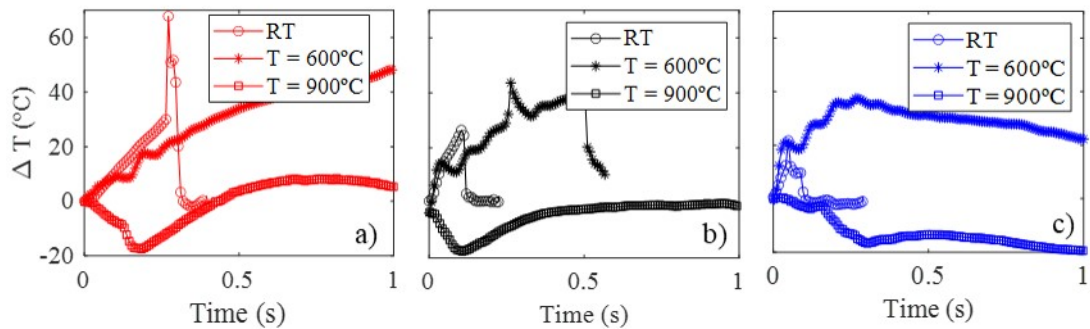 60
40
20
0
-20
Δ T (ºC)
RT
T = 600ºC
T = 900ºC
a)
0
0.5
1
Time (s)
RT
T = 600ºC
T = 900ºC
b)
0
0.5
1
Time (s)
RT
T = 600ºC
T = 900ºC
c)
0
0.5
1
Time (s)